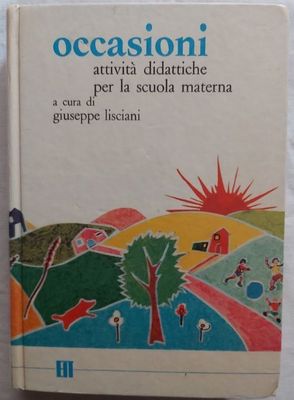 occasioni
attività didattiche
per la scuola materna
a cura di
giuseppe lisciani